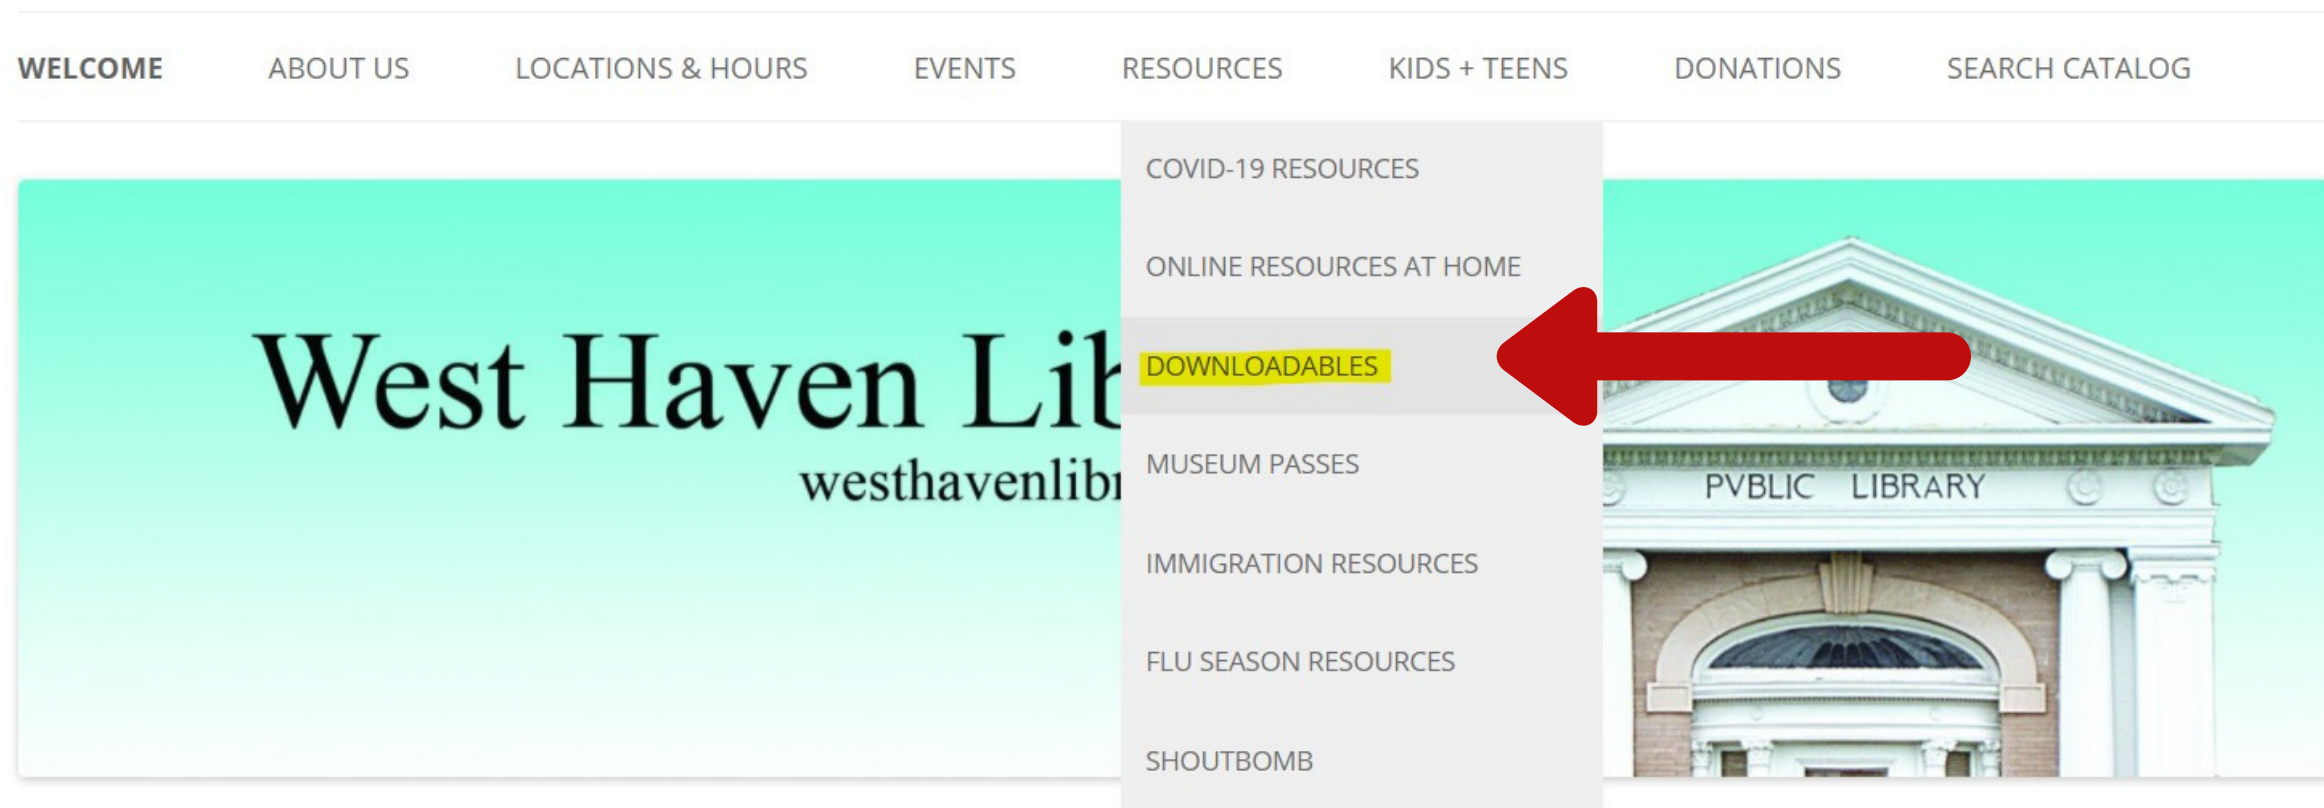 WELCOME ABOUT US LOCATIONS & HOURS EVENTS RESOURCES KIDS + TEENS DONATIONS SEARCH CATALOG
COVID-19 RESOURCES
ONLINE RESOURCES AT HOME
DOWNLOADABLES
MUSEUM PASSES
IMMIGRATION RESOURCES
FLU SEASON RESOURCES
SHOUTBOMB
West Haven Lib
westhavenlibr
PVBLIC LIBRARY